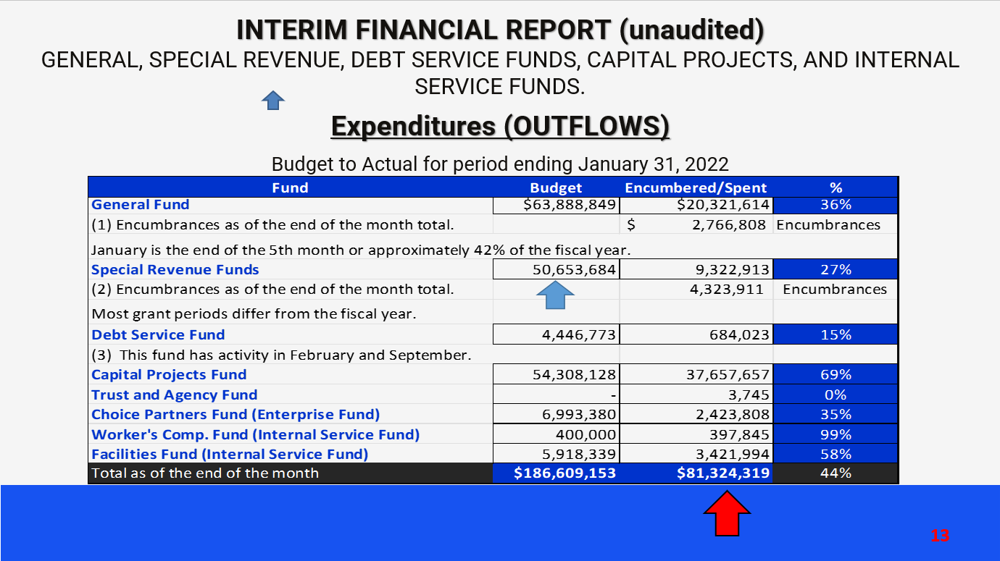 INTERIM FINANCIAL REPORT (unaudited)
GENERAL, SPECIAL REVENUE, DEBT SERVICE FUNDS, CAPITAL PROJECTS, AND INTERNAL
SERVICE FUNDS.
Expenditures (OUTFLOWS)
Budget to Actual for period ending January 31, 2022
Fund Budget Encumbered/Spent %
General Fund $63,888,849 $20,321,614 36%
(1) Encumbrances as of the end of the month total. $ 2,766,808 Encumbrances
January is the end of the 5th month or approximately 42% of the fiscal year.
Special Revenue Funds 50,653,684 9,322,913 27%
(2) Encumbrances as of the end of the month total. 4,323,911 Encumbrances
Most grant periods differ from the fiscal year.
Debt Service Fund 4,446,773 684,023 15%
(3) This fund has activity in February and September.
Capital Projects Fund 54,308,128 37,657,657 69%
Trust and Agency Fund - 3,745 0%
Choice Partners Fund (Enterprise Fund) 6,993,380 2,423,808 35%
Worker's Comp. Fund (Internal Service Fund) 400,000 397,845 99%
Facilities Fund (Internal Service Fund) 5,918,339 3,421,994 58%
Total as of the end of the month $186,609,153 $81,324,319 44%
13